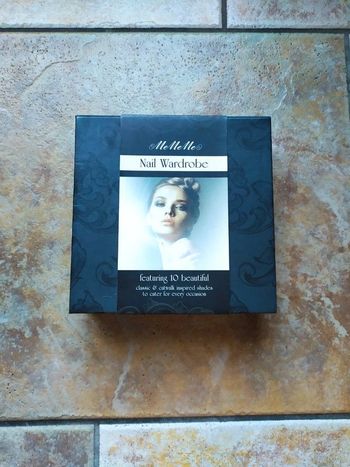 MeMeMe
Nail Wardrobe
featuring 10 beautiful
classic & catwalk inspired shades
to cater for every occasion